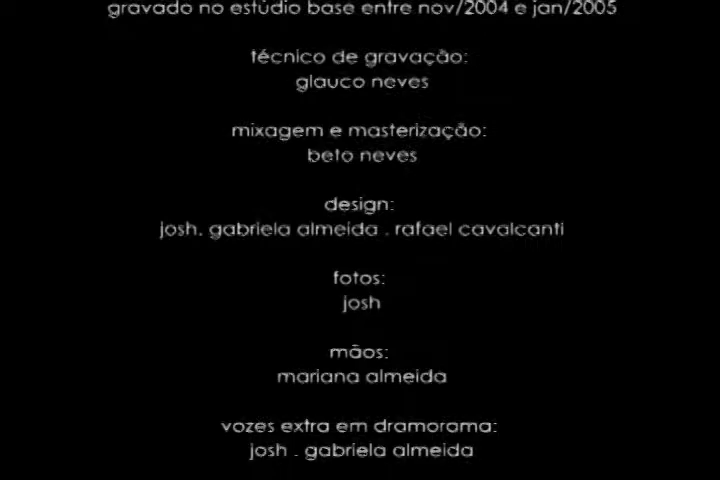 gravado no estúdio base entre nov/2004 e jan/2005
técnico de gravação:
glauco neves
mixagem e masterização:
beto neves
design:
josh. gabriela almeida . rafael cavalcanti
fotos:
josh
mãos:
mariana almeida
vozes extra em dramorama:
josh . gabriela almeida